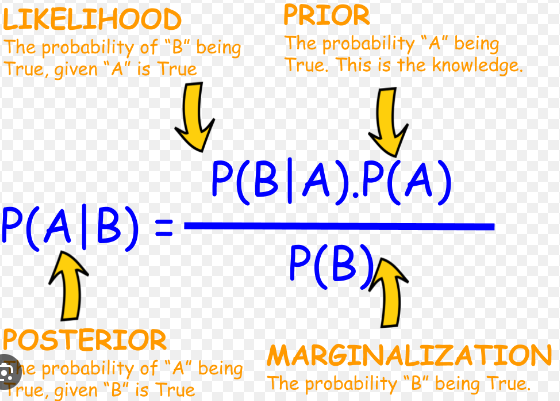 LIKELIHOOD
The probability of “B” being
True, given “A” is True
PRIOR
The probability “A” being
True. This is the knowledge.
P(A|B) =
P(B|A).P(A)
P(B)
POSTERIOR
The probability of “A” being
True, given “B” is True
MARGINALIZATION
The probability “B” being True.